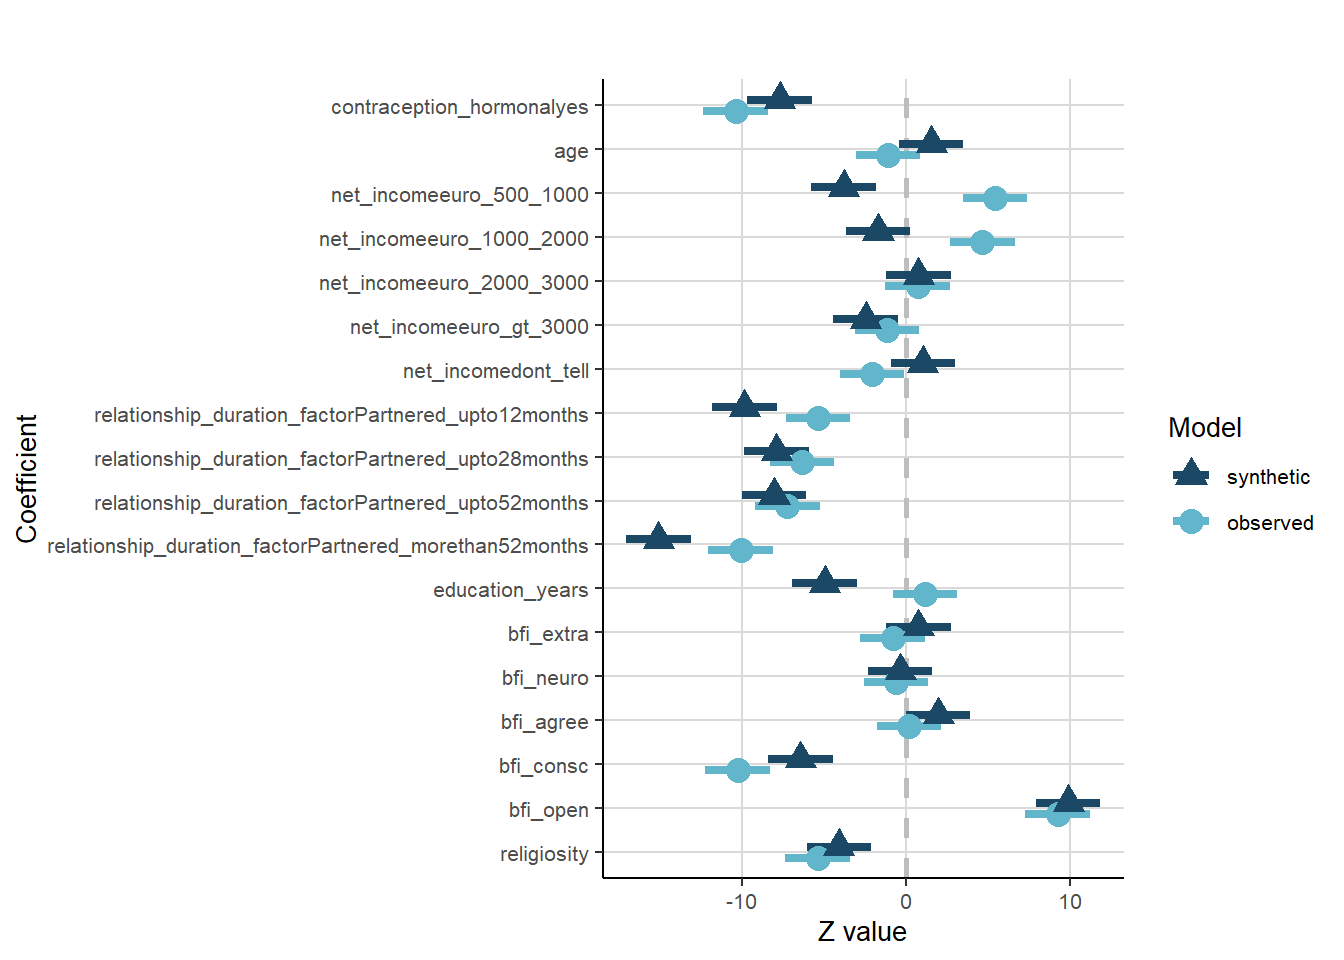 contraception_hormonalyes
age
net_incomeeuro_500_1000
net_incomeeuro_1000_2000
net_incomeeuro_2000_3000
net_incomeeuro_gt_3000
net_incomedont_tell
relationship_duration_factorPartnered_upto12months
relationship_duration_factorPartnered_upto28months
relationship_duration_factorPartnered_upto52months
relationship_duration_factorPartnered_morethan52months
education_years
bfi_extra
bfi_neuro
bfi_agree
bfi_consc
bfi_open
religiosity
Coefficient
-10 0 10
Z value
Model
synthetic
observed